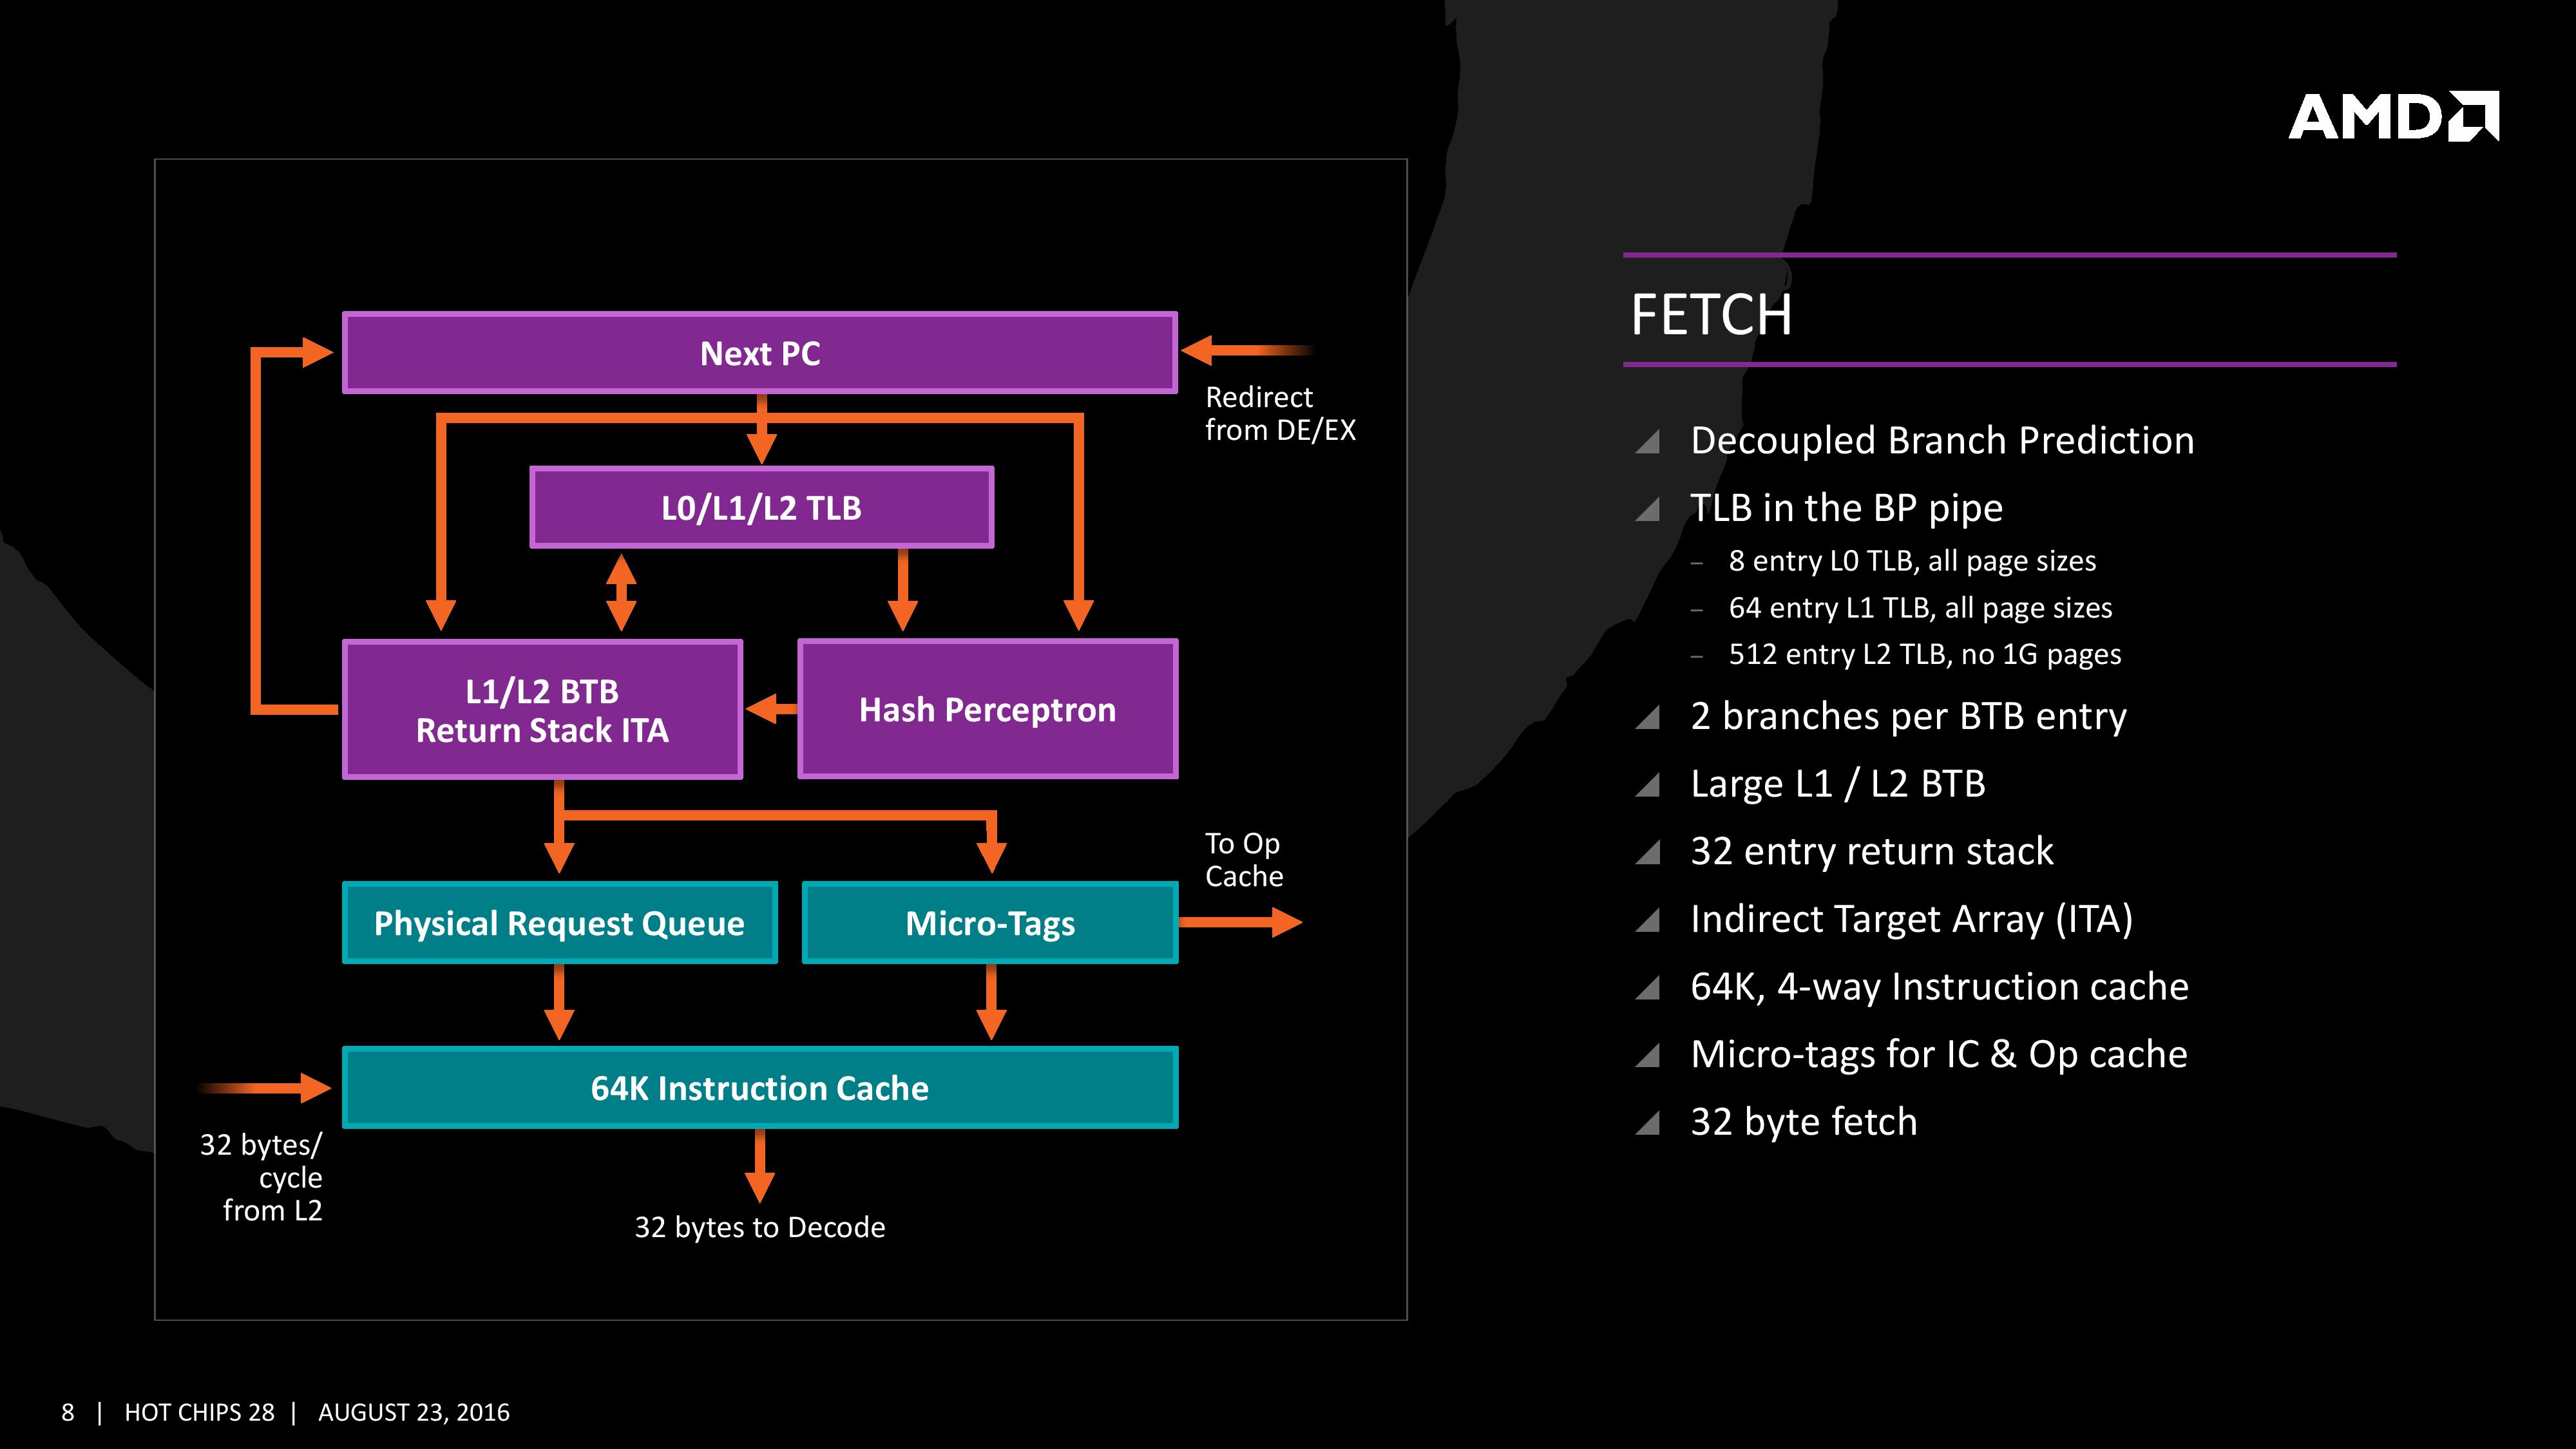 AMD
Next PC
Redirect
from DE/EX
L0/L1/L2 TLB
L1/L2 BTB
Return Stack ITA
Hash Perceptron
To Op
Cache
Physical Request Queue
Micro-Tags
64K Instruction Cache
32 bytes/
cycle
from L2
32 bytes to Decode
FETCH
Decoupled Branch Prediction
TLB in the BP pipe
– 8 entry L0 TLB, all page sizes
– 64 entry L1 TLB, all page sizes
– 512 entry L2 TLB, no 1G pages
2 branches per BTB entry
Large L1 / L2 BTB
32 entry return stack
Indirect Target Array (ITA)
64K, 4-way Instruction cache
Micro-tags for IC & Op cache
32 byte fetch
8 | HOT CHIPS 28 | AUGUST 23, 2016